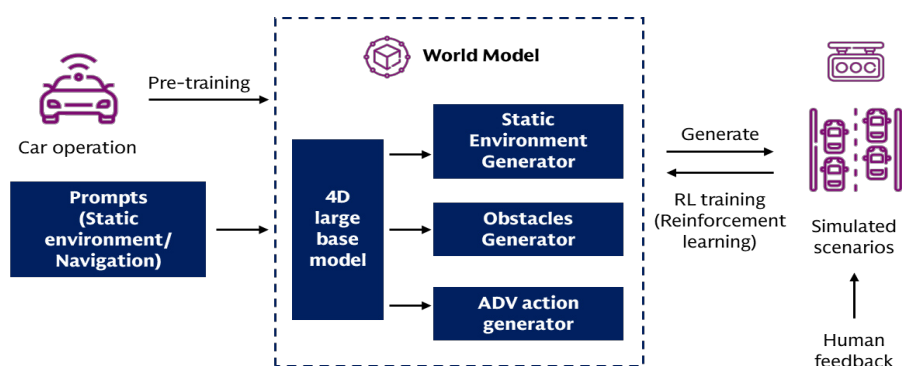 World Model
Pre-training
Car operation
Prompts
(Static
environment/
Navigation)
4D
large
base
model
Static
Environment
Generator
Obstacles
Generator
ADV action
generator
Generate
RL training
(Reinforcement
learning)
Simulated
scenarios
Human
feedback